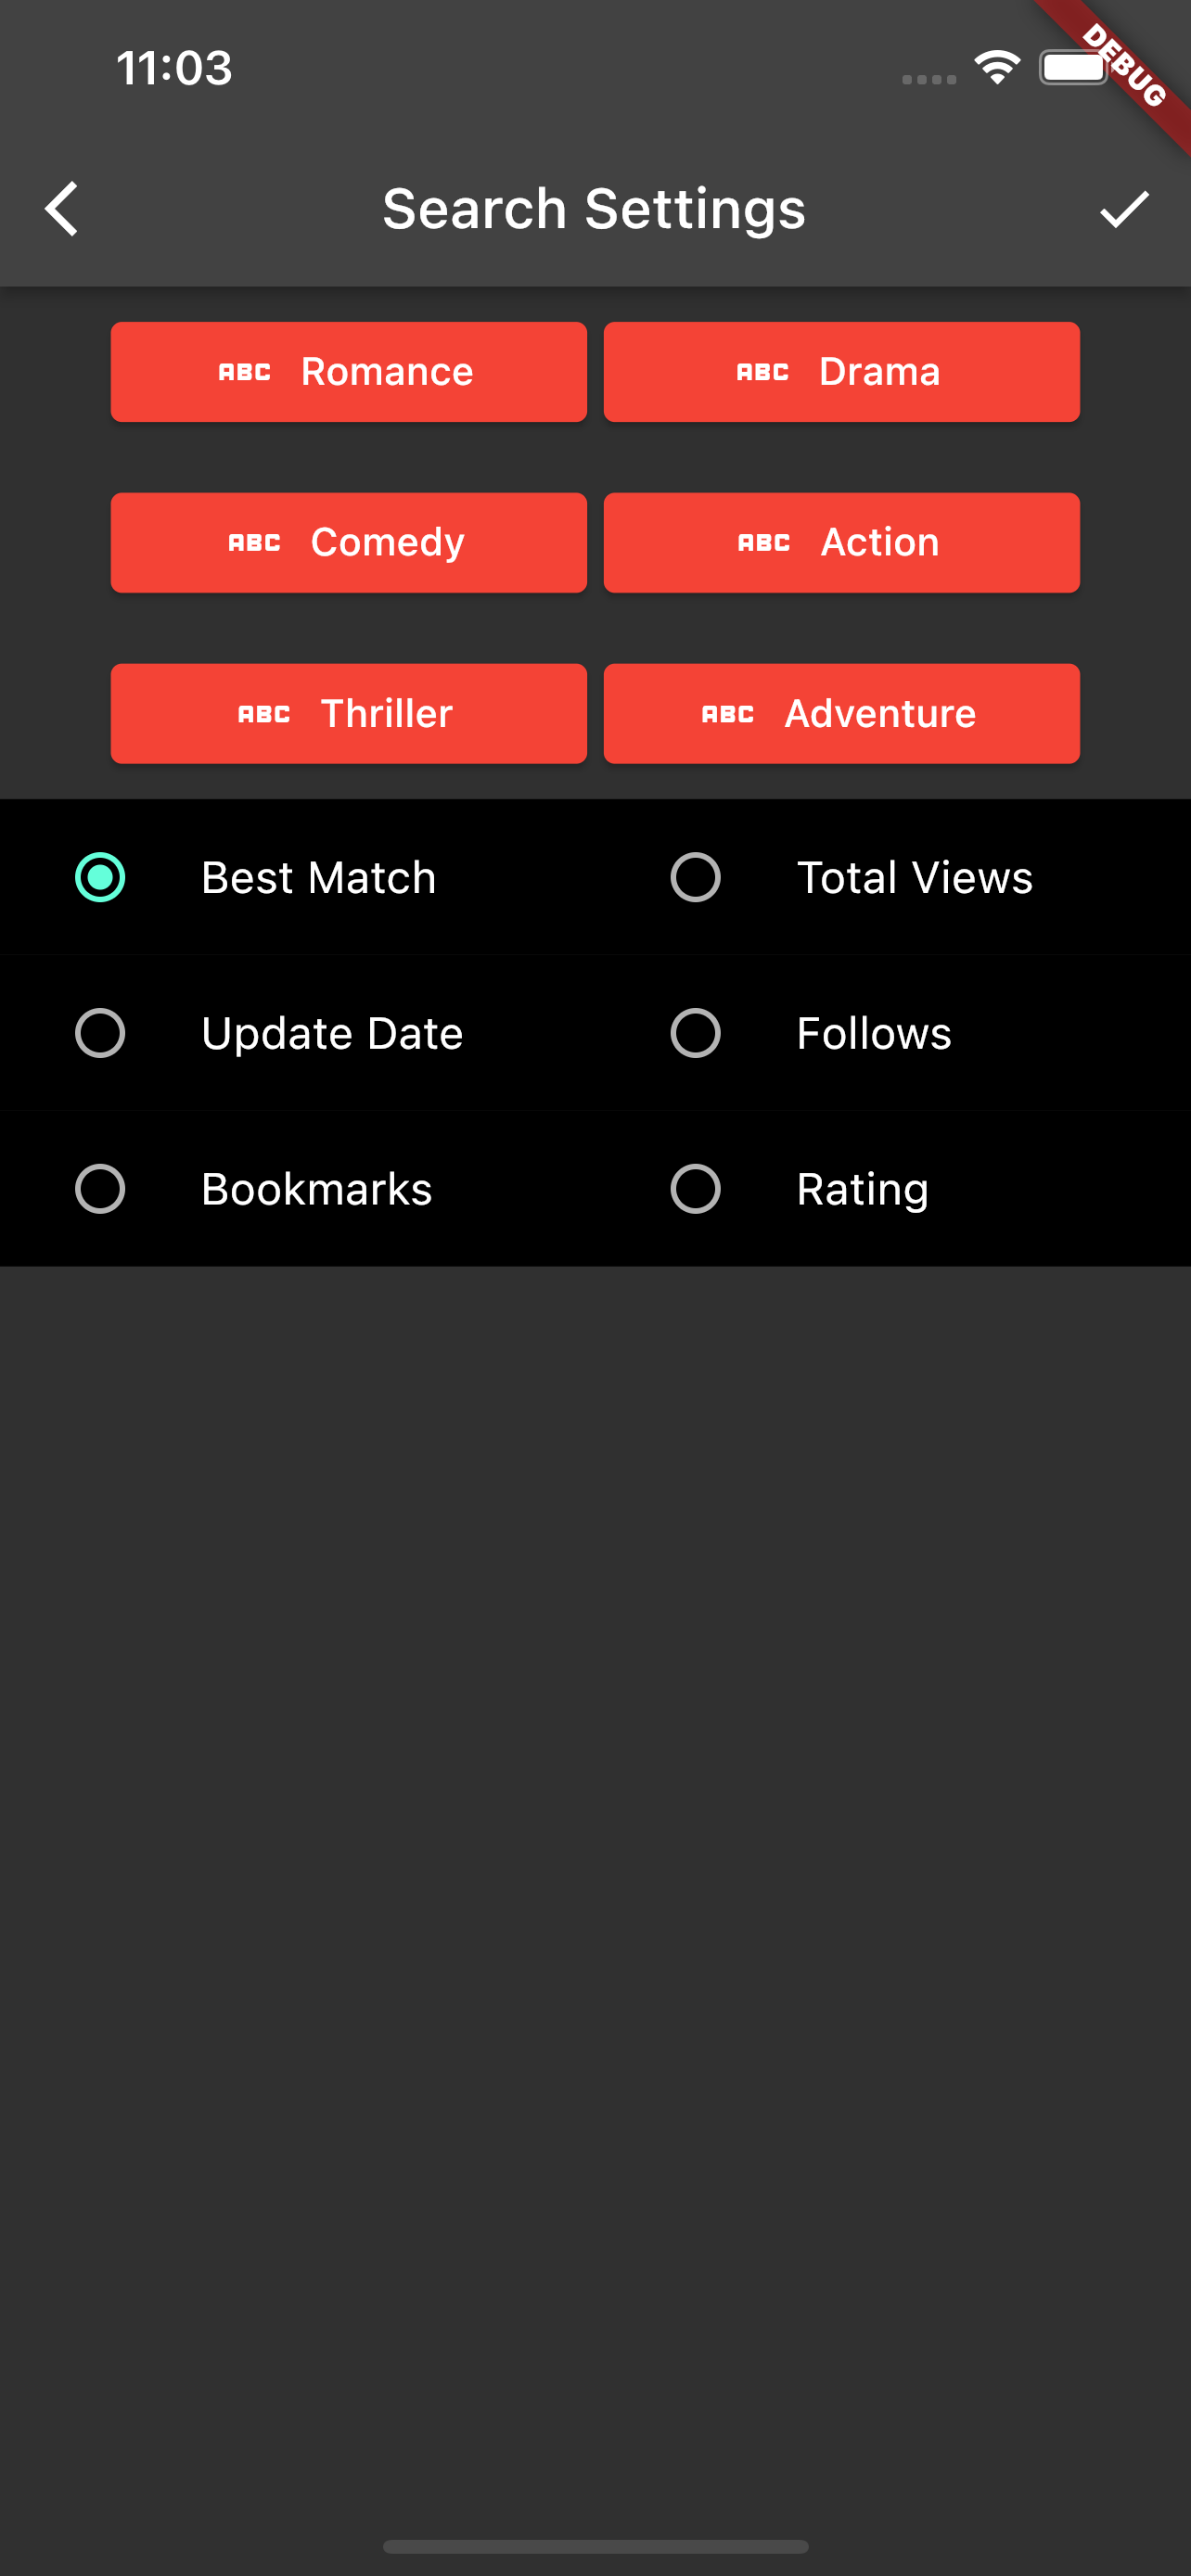 11:03
DEBUG
Search Settings
ABC Romance
ABC Drama
ABC Comedy
ABC Action
ABC Thriller
ABC Adventure
Best Match
Total Views
Update Date
Follows
Bookmarks
Rating